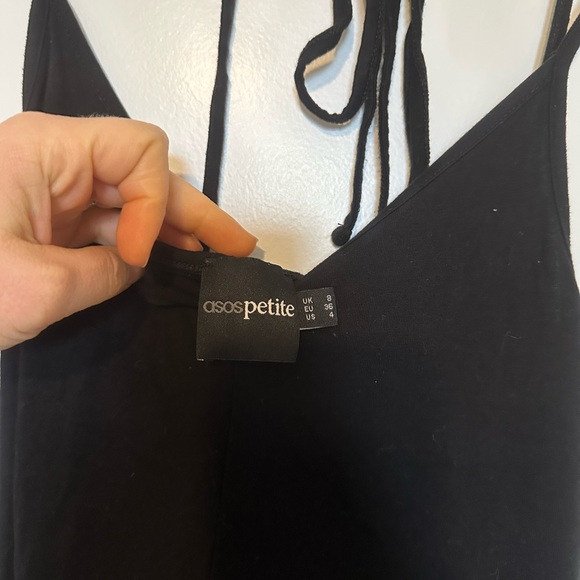 asospetite
UK 8
EU 36
US 4